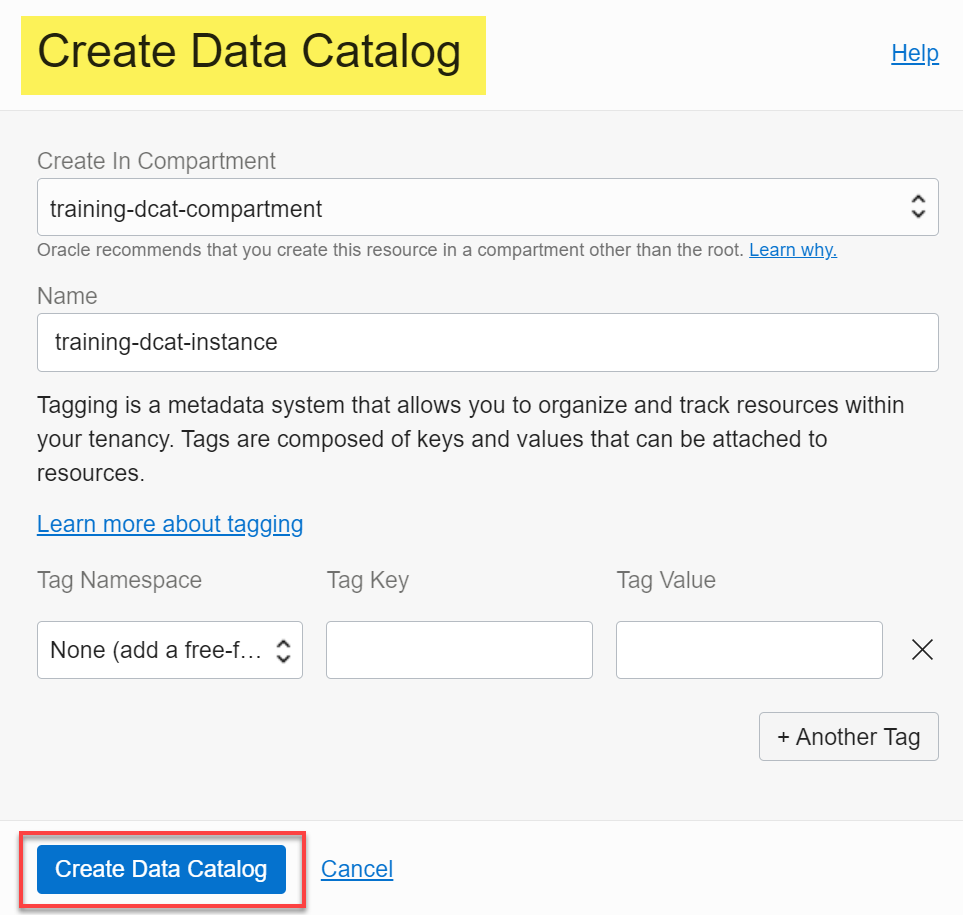 Create Data Catalog
Help
Create In Compartment
training-dcat-compartment
Oracle recommends that you create this resource in a compartment other than the root. Learn why.
Name
training-dcat-instance
Tagging is a metadata system that allows you to organize and track resources within
your tenancy. Tags are composed of keys and values that can be attached to
resources.
Learn more about tagging
Tag Namespace Tag Key Tag Value
None (add a free-f...
+ Another Tag
Create Data Catalog Cancel